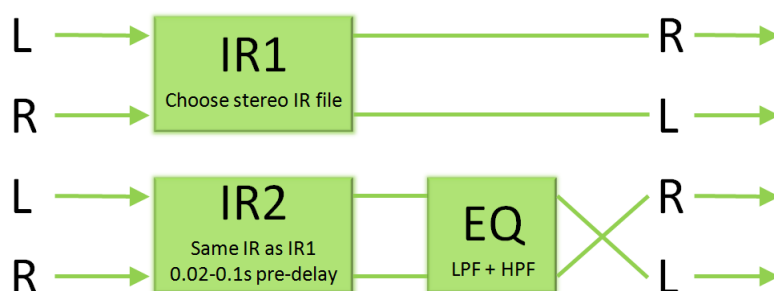 L
IR1
Choose stereo IR file
R
R
L
L
IR2
Same IR as IR1
0.02-0.1s pre-delay
R
EQ
LPF + HPF
R
L